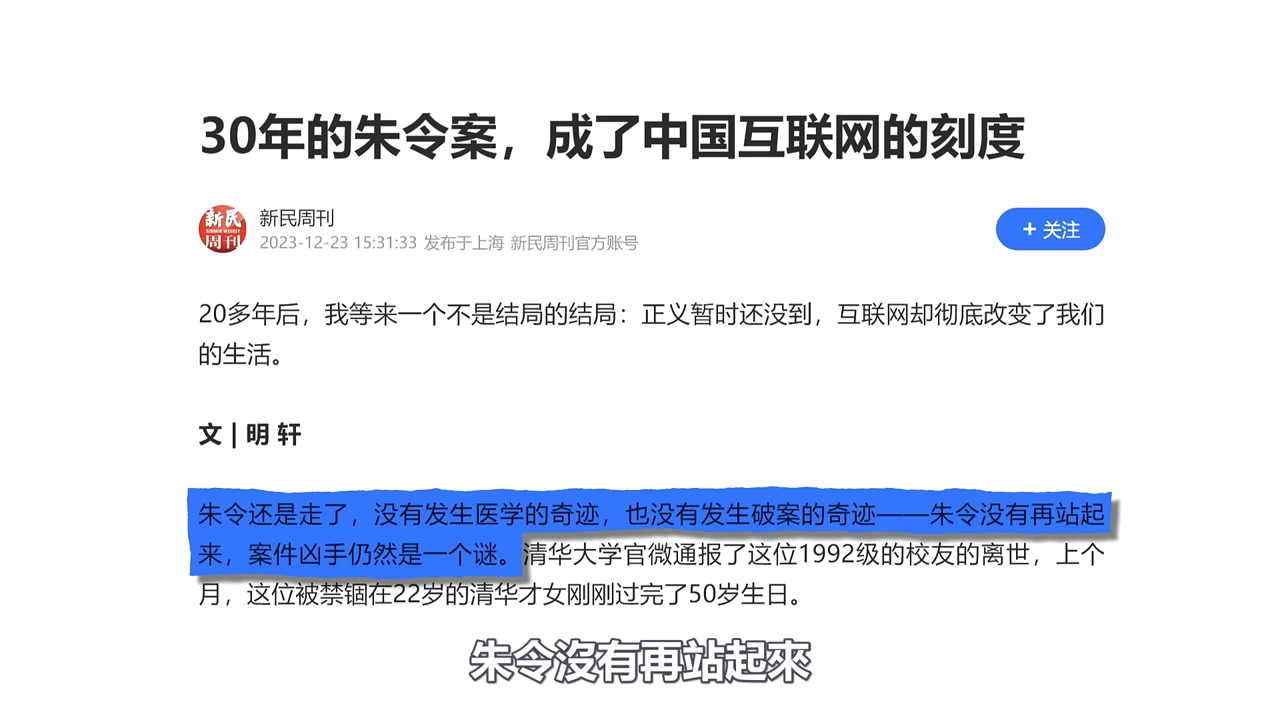 30年的朱令案，成了中国互联网的刻度
新民
XINMIN WEEKLY
周刊
新民周刊
2023-12-23 15:31:33 发布于上海 新民周刊官方账号
+ 关注
20多年后，我等来一个不是结局的结局：正义暂时还没到，互联网却彻底改变了我们
的生活。
文 | 明 轩
朱令还是走了，没有发生医学的奇迹，也没有发生破案的奇迹——朱令没有再站起
来，案件凶手仍然是一个谜。清华大学官微通报了这位1992级的校友的离世，上个
月，这位被禁锢在22岁的清华才女刚刚过完了50岁生日。
朱令沒有再站起來